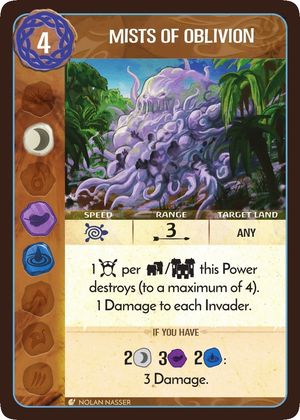 4
MISTS OF OBLIVION
SPEED RANGE TARGET LAND
3 ANY
1 per / this Power
destroys (to a maximum of 4).
1 Damage to each Invader.
IF YOU HAVE
2 3 2 :
3 Damage.
NOLAN NASSER